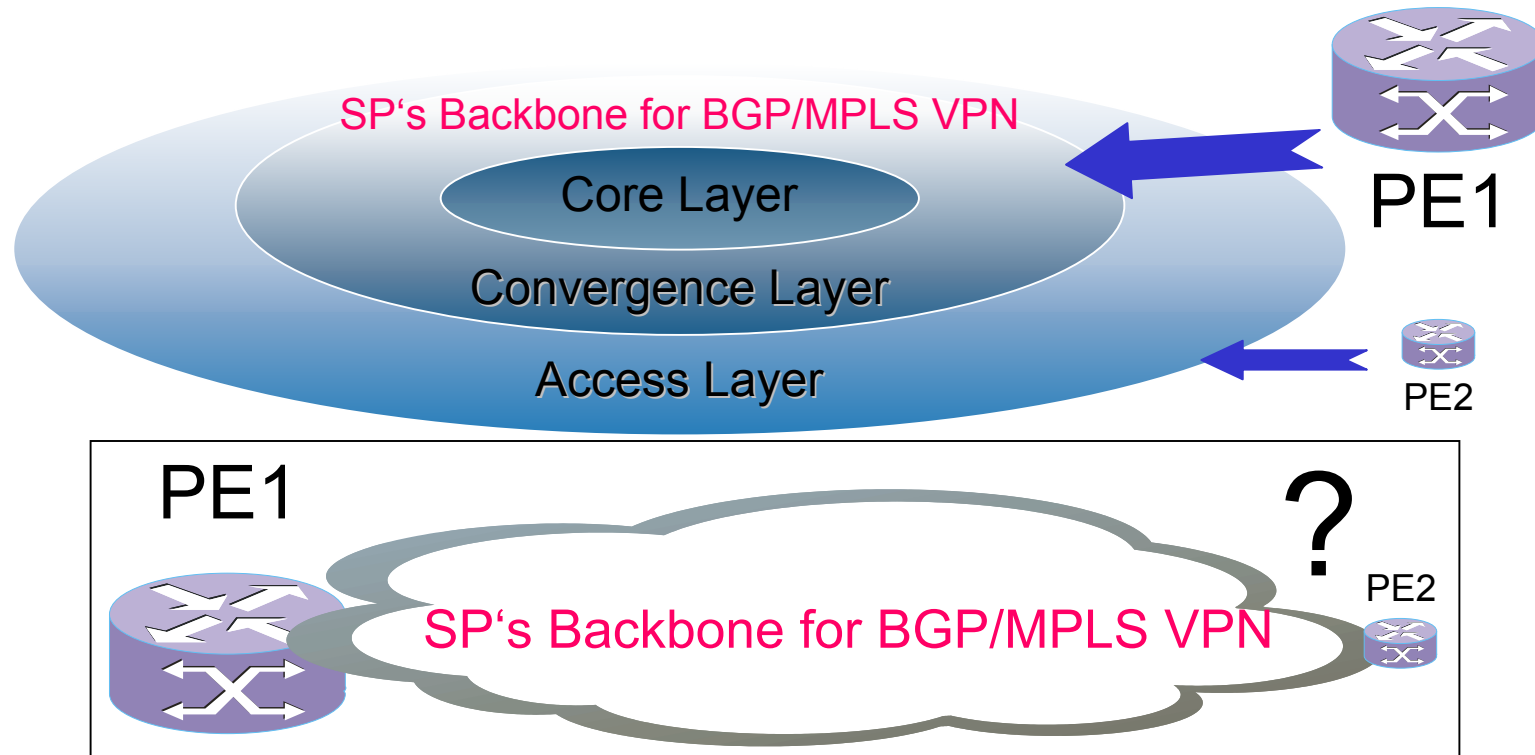 SP‘s Backbone for BGP/MPLS VPN
Core Layer
PE1
Convergence Layer
Access Layer
PE2
PE1
?
PE2
SP‘s Backbone for BGP/MPLS VPN